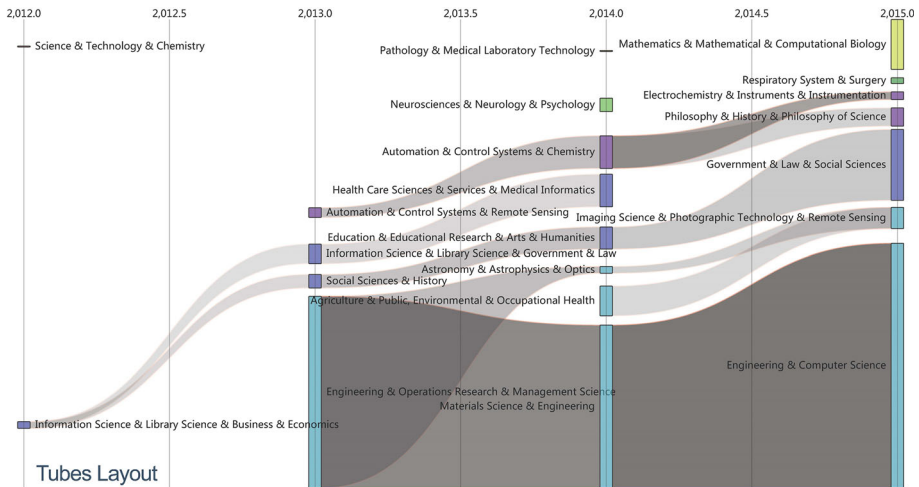 2,012.0 2,012.5 2,013.0 2,013.5 2,014.0 2,014.5 2,015.0
Science & Technology & Chemistry
Pathology & Medical Laboratory Technology
Mathematics & Mathematical & Computational Biology
Respiratory System & Surgery
Electrochemistry & Instruments & Instrumentation
Neurosciences & Neurology & Psychology
Philosophy & History & Philosophy of Science
Automation & Control Systems & Chemistry
Government & Law & Social Sciences
Health Care Sciences & Services & Medical Informatics
Automation & Control Systems & Remote Sensing
Imaging Science & Photographic Technology & Remote Sensing
Education & Educational Research & Arts & Humanities
Information Science & Library Science & Government & Law
Astronomy & Astrophysics & Optics
Social Sciences & History
Agriculture & Public, Environmental & Occupational Health
Engineering & Computer Science
Engineering & Operations Research & Management Science
Materials Science & Engineering
Information Science & Library Science & Business & Economics
Tubes Layout